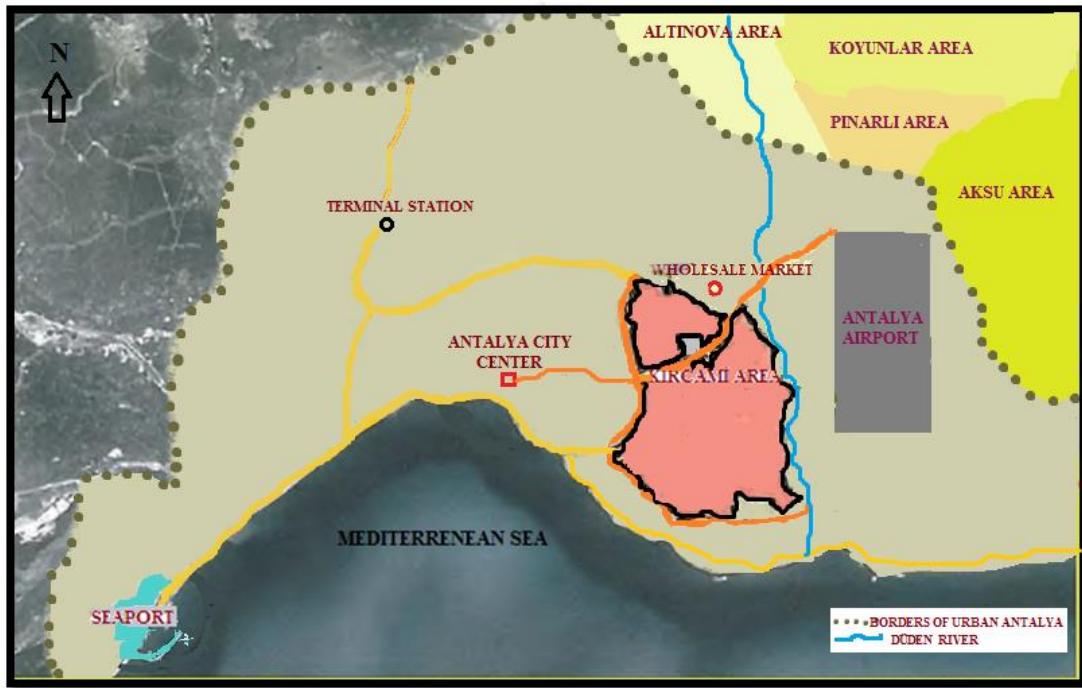 ALTINOVA AREA
N
KOYUNLAR AREA
PINARLI AREA
AKSU AREA
TERMINAL STATION
WHOLESALE MARKET
ANTALYA
AIRPORT
ANTALYA CITY
CENTER
KIRCAMI AREA
MEDITERRENEAN SEA
SEAPORT
BORDERS OF URBAN ANTALYA
DÜDEN RIVER